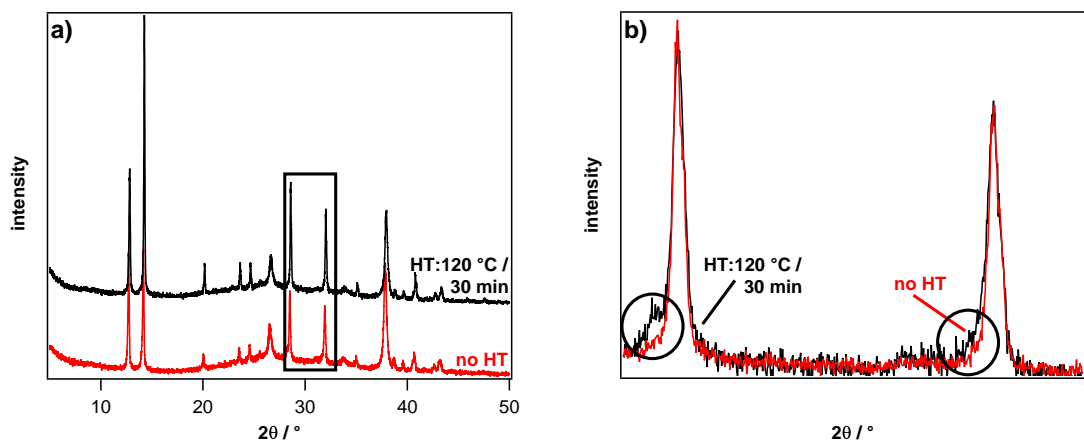 a)
intensity
HT:120 °C /
30 min
no HT
10
20
30
40
50
2θ / °
b)
intensity
HT:120 °C /
30 min
no HT
2θ / °